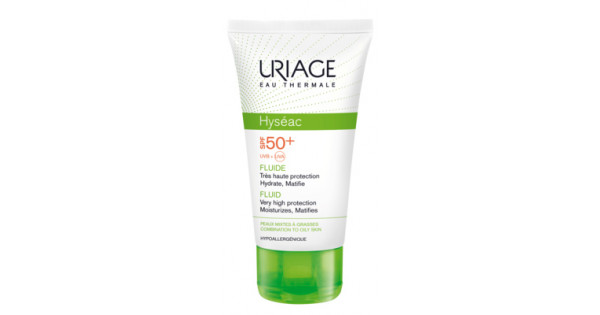 URIAGE
EAU THERMALE
Hyséac
SPF 50+
UVB + UVA
FLUIDE
Très haute protection
Hydrate, Matifie
FLUID
Very high protection
Moisturizes, Matifies
PEAUX MIXTES À GRASSES
COMBINATION TO OILY SKIN
HYPOALLERGÉNIQUE